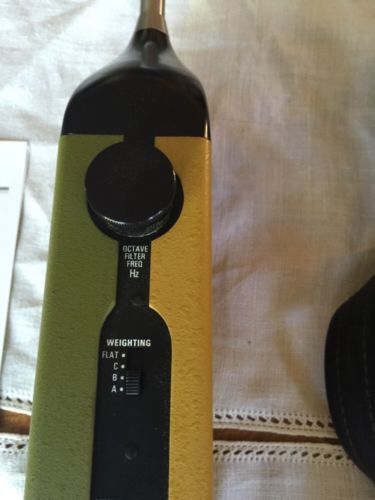 OCTAVE
FILTER
FREQ
Hz
WEIGHTING
FLAT
C
B
A